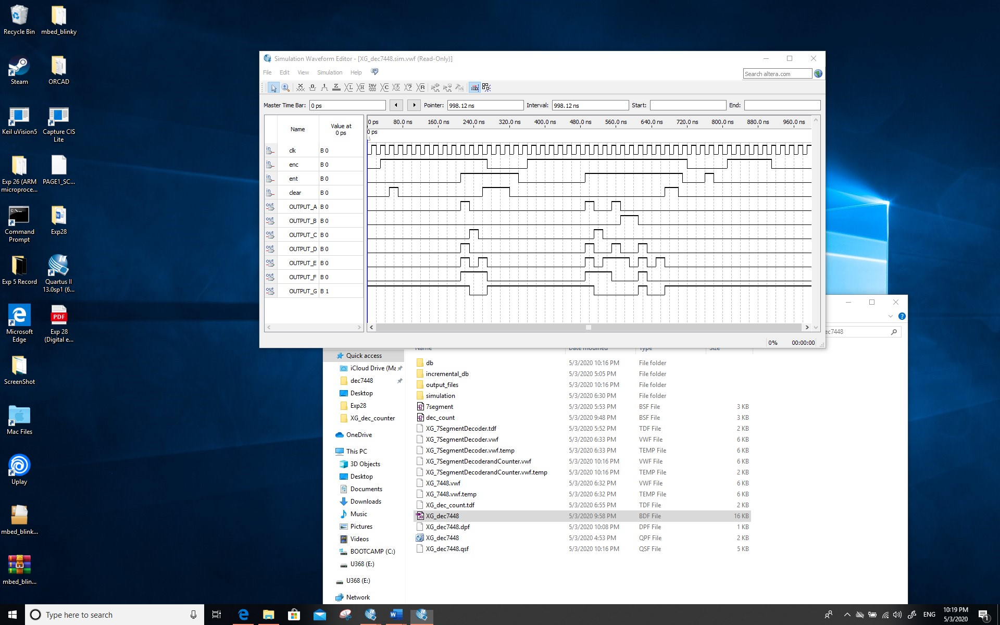 Recycle Bin
mbed_blinky
Steam
ORCAD
Keil uVision5
Capture CIS
Lite
Exp 26 (ARM
microproce...
PAGE1_SC...
Command
Prompt
Exp28
Exp 5 Record
Quartus II
13.0sp1 (6...
Microsoft
Edge
PDF
Exp 28
(Digital e...
ScreenShot
Mac Files
Uplay
mbed_blink...
mbed_blin...
Simulation Waveform Editor - [XG_dec7448.sim.vwf (Read-Only)]
File Edit View Simulation Help
Search altera.com
Master Time Bar: 0 ps Pointer: 998.12 ns Interval: 998.12 ns Start: End:
Name
Value at
0 ps
0 ps 80.0 ns 160.0 ns 240.0 ns 320.0 ns 400.0 ns 480.0 ns 560.0 ns 640.0 ns 720.0 ns 800.0 ns 880.0 ns 960.0 ns
0 ps
in clk B 0
in enc B 0
in ent B 0
in clear B 0
out OUTPUT_A B 0
out OUTPUT_B B 0
out OUTPUT_C B 0
out OUTPUT_D B 0
out OUTPUT_E B 0
out OUTPUT_F B 0
out OUTPUT_G B 1
0% 00:00:00
ec7448
Name Date modified Type Size
Quick access
iCloud Drive (Ma
dec7448
Desktop
Exp28
XG_dec_counter
OneDrive
This PC
3D Objects
Desktop
Documents
Downloads
Music
Pictures
Videos
BOOTCAMP (C:)
U368 (E:)
U368 (E:)
Network
db 5/3/2020 10:16 PM File folder
incremental_db 5/3/2020 5:05 PM File folder
output_files 5/3/2020 10:16 PM File folder
simulation 5/3/2020 6:30 PM File folder
7segment 5/3/2020 5:53 PM BSF File 3 KB
dec_count 5/3/2020 9:48 PM BSF File 3 KB
XG_7SegmentDecoder.tdf 5/3/2020 5:52 PM TDF File 2 KB
XG_7SegmentDecoder.vwf 5/3/2020 6:33 PM VWF File 6 KB
XG_7SegmentDecoder.vwf.temp 5/3/2020 6:33 PM TEMP File 6 KB
XG_7SegmentDecoderandCounter.vwf 5/3/2020 10:16 PM VWF File 6 KB
XG_7SegmentDecoderandCounter.vwf.temp 5/3/2020 10:16 PM TEMP File 2 KB
XG_7448.vwf 5/3/2020 6:32 PM VWF File 6 KB
XG_7448.vwf.temp 5/3/2020 6:32 PM TEMP File 6 KB
XG_dec_count.tdf 5/3/2020 6:55 PM TDF File 2 KB
XG_dec7448 5/3/2020 9:58 PM BDF File 16 KB
XG_dec7448.dpf 5/3/2020 10:08 PM DPF File 1 KB
XG_dec7448 5/3/2020 4:53 PM QPF File 2 KB
XG_dec7448.qsf 5/3/2020 10:16 PM QSF File 5 KB
Type here to search
ENG
10:19 PM
5/3/2020
1